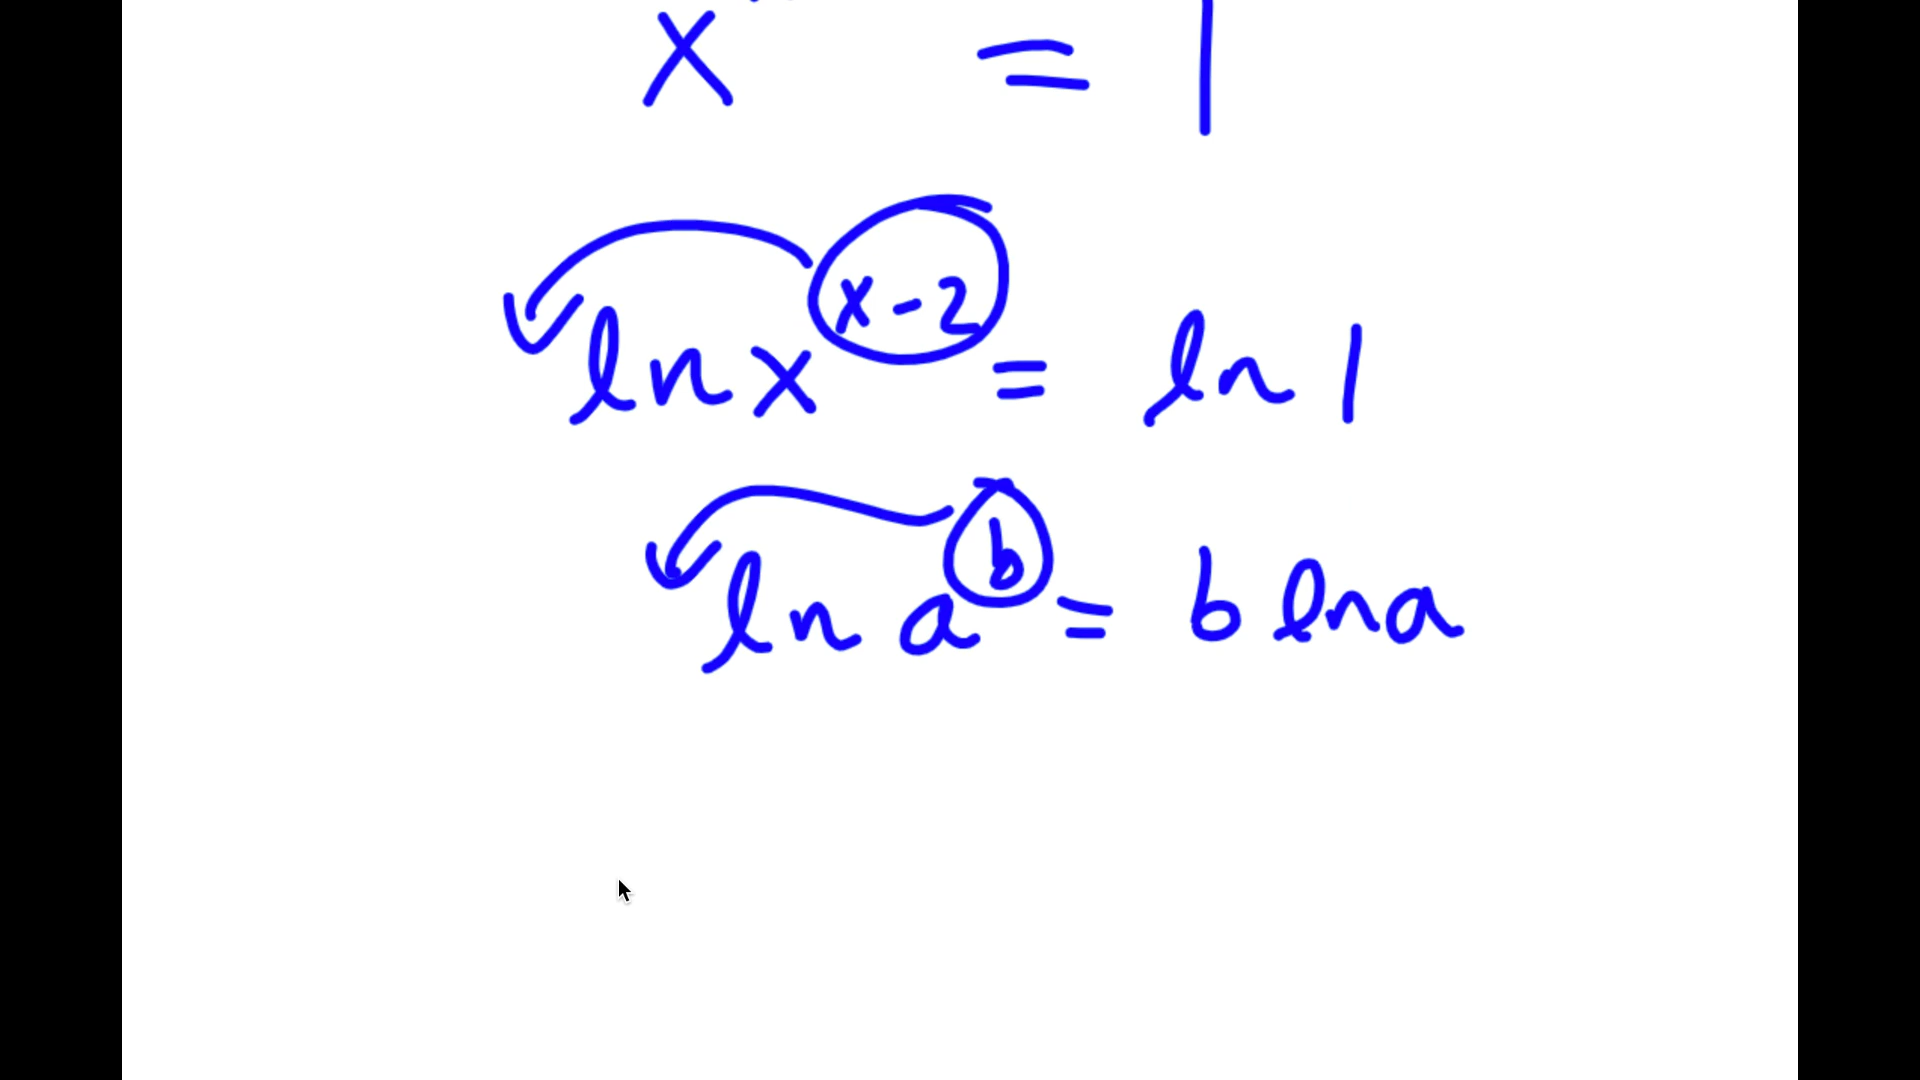 x = 1
ln x^{x-2} = ln 1
ln a^b = b ln a